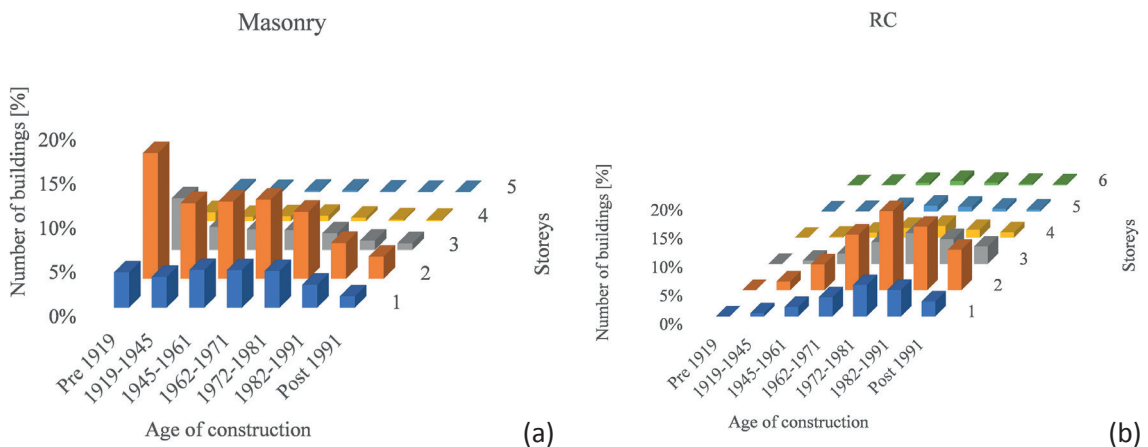 Masonry
Number of buildings [%]
20%
15%
10%
5%
0%
5
4
3
2
1
Storeys
Pre 1919
1919-1945
1945-1961
1962-1971
1972-1981
1982-1991
Post 1991
Age of construction
(a)
RC
Number of buildings [%]
20%
15%
10%
5%
0%
6
5
4
3
2
1
Storeys
Pre 1919
1919-1945
1945-1961
1962-1971
1972-1981
1982-1991
Post 1991
Age of construction
(b)